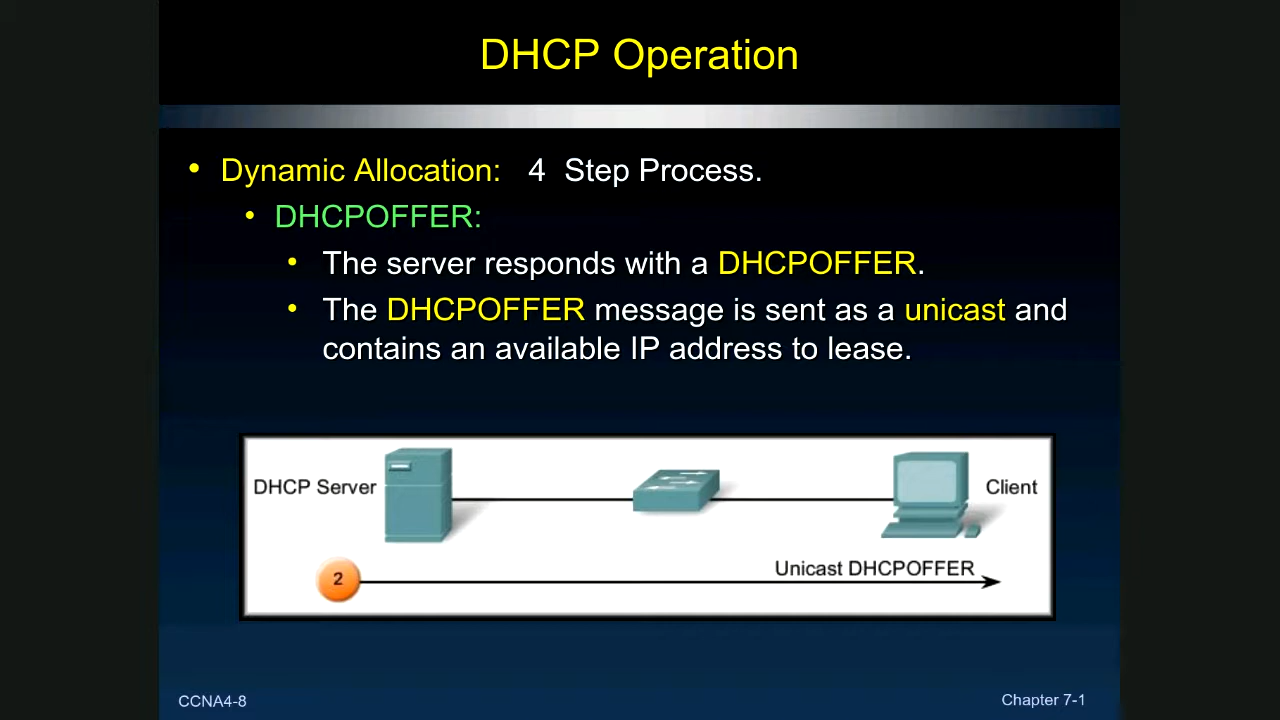 DHCP Operation
• Dynamic Allocation: 4 Step Process.
• DHCPOFFER:
• The server responds with a DHCPOFFER.
• The DHCPOFFER message is sent as a unicast and
contains an available IP address to lease.
DHCP Server
Client
2
Unicast DHCPOFFER
CCNA4-8
Chapter 7-1